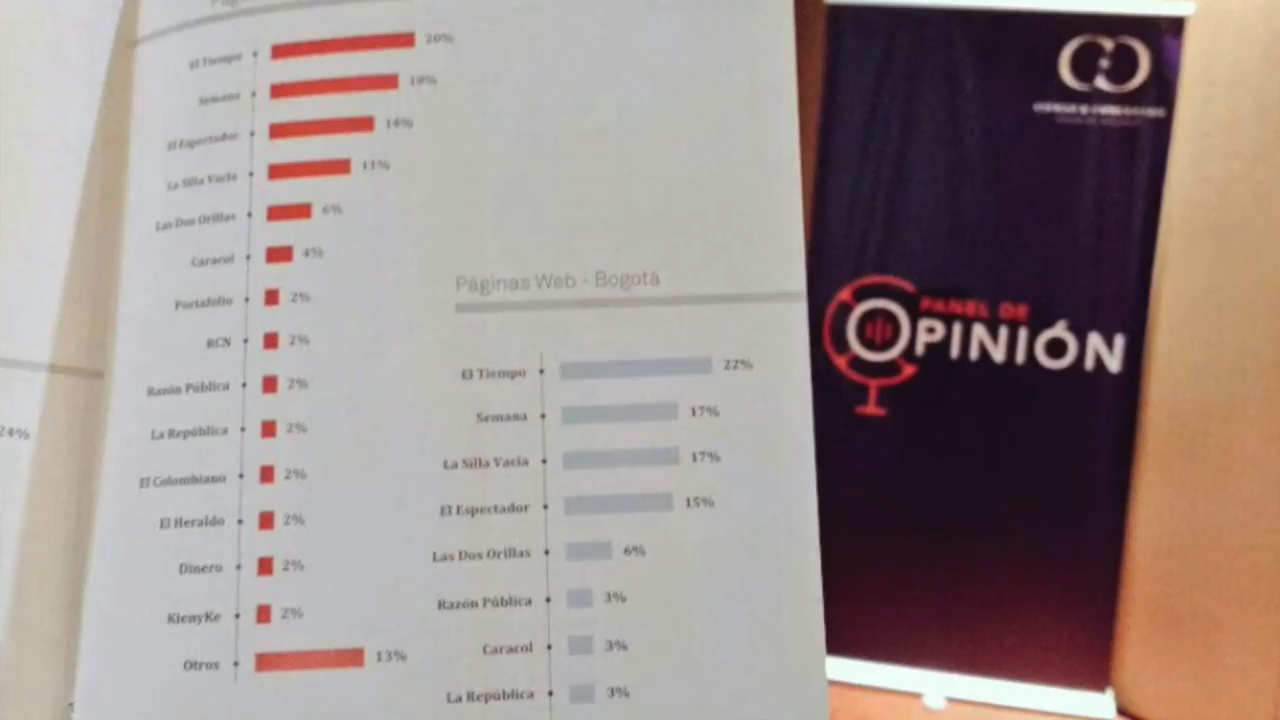 El Tiempo 20%
Semana 18%
El Espectador 14%
La Silla Vacía 11%
Las Dos Orillas 6%
Caracol 4%
Portafolio 2%
RCN 2%
Razón Pública 2%
La República 2%
El Colombiano 2%
El Heraldo 2%
Dinero 2%
KienyKe 2%
Otros 13%
24%
Páginas Web - Bogotá
El Tiempo 22%
Semana 17%
La Silla Vacía 17%
El Espectador 15%
Las Dos Orillas 6%
Razón Pública 3%
Caracol 3%
La República 3%
PANEL DE
OPINIÓN